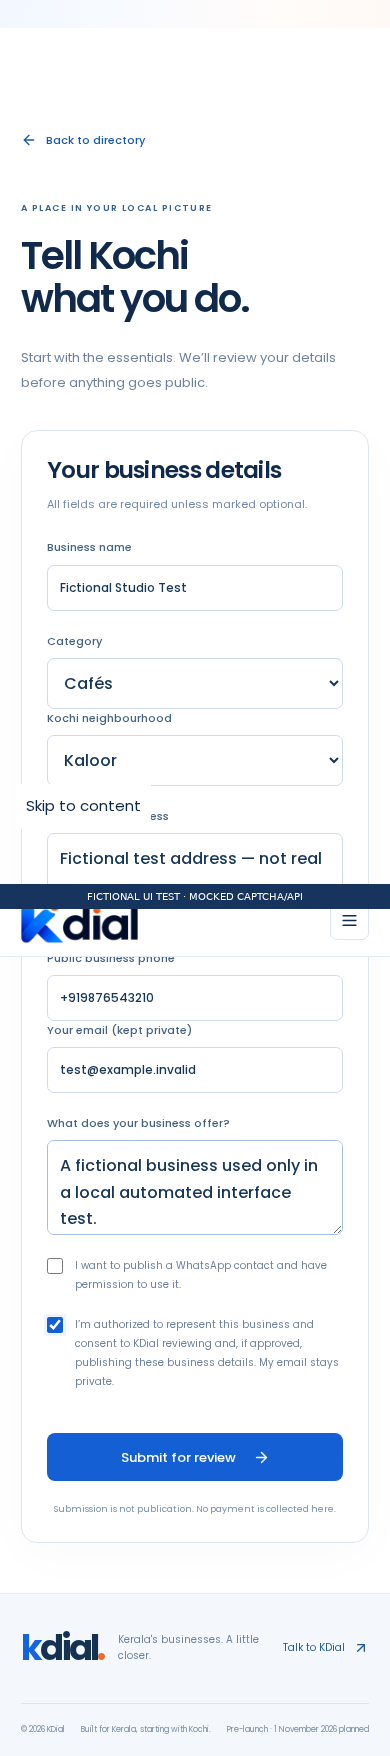 Back to directory
A PLACE IN YOUR LOCAL PICTURE
Tell Kochi
what you do.
Start with the essentials. We’ll review your details
before anything goes public.
Your business details
All fields are required unless marked optional.
Business name
Fictional Studio Test
Category
Cafés
Kochi neighbourhood
Kaloor
Skip to content
Fictional test address — not real
FICTIONAL UI TEST · MOCKED CAPTCHA/API
kdial
Public business phone
+919876543210
Your email (kept private)
test@example.invalid
What does your business offer?
A fictional business used only in
a local automated interface
test.
I want to publish a WhatsApp contact and have
permission to use it.
I’m authorized to represent this business and
consent to KDial reviewing and, if approved,
publishing these business details. My email stays
private.
Submit for review
Submission is not publication. No payment is collected here.
kdial.
Kerala's businesses. A little
closer.
Talk to KDial
© 2026 KDial
Built for Kerala, starting with Kochi.
Pre-launch · 1 November 2026 planned